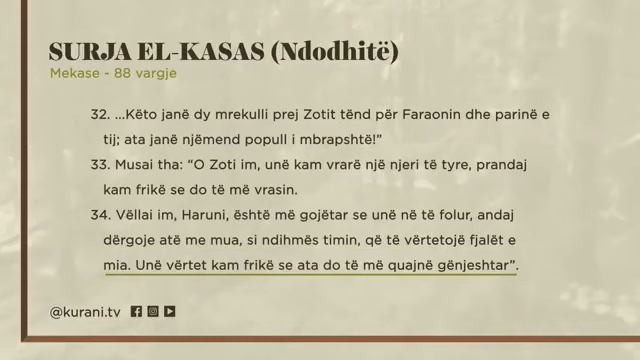 SURJA EL-KASAS (Ndodhitë)
Mekase - 88 vargje
32. ...Këto janë dy mrekulli prej Zotit tënd për Faraonin dhe parinë e
tij; ata janë njëmend popull i mbrapshtë!”
33. Musai tha: “O Zoti im, unë kam vrarë një njeri të tyre, prandaj
kam frikë se do të më vrasin.
34. Vëllai im, Haruni, është më gojëtar se unë në të folur, andaj
dërgoje atë me mua, si ndihmës timin, që të vërtetojë fjalët e
mia. Unë vërtet kam frikë se ata do të më quajnë gënjeshtar”.
@kurani.tv